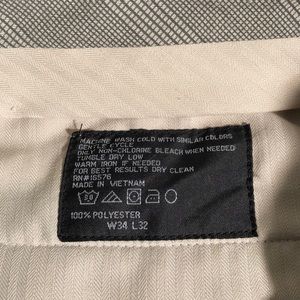 MACHINE WASH COLD WITH SIMILAR COLORS
GENTLE CYCLE
ONLY NON-CHLORINE BLEACH WHEN NEEDED
TUMBLE DRY LOW
WARM IRON IF NEEDED
FOR BEST RESULTS DRY CLEAN
RN#16576
MADE IN VIETNAM
100% POLYESTER
W34 L32